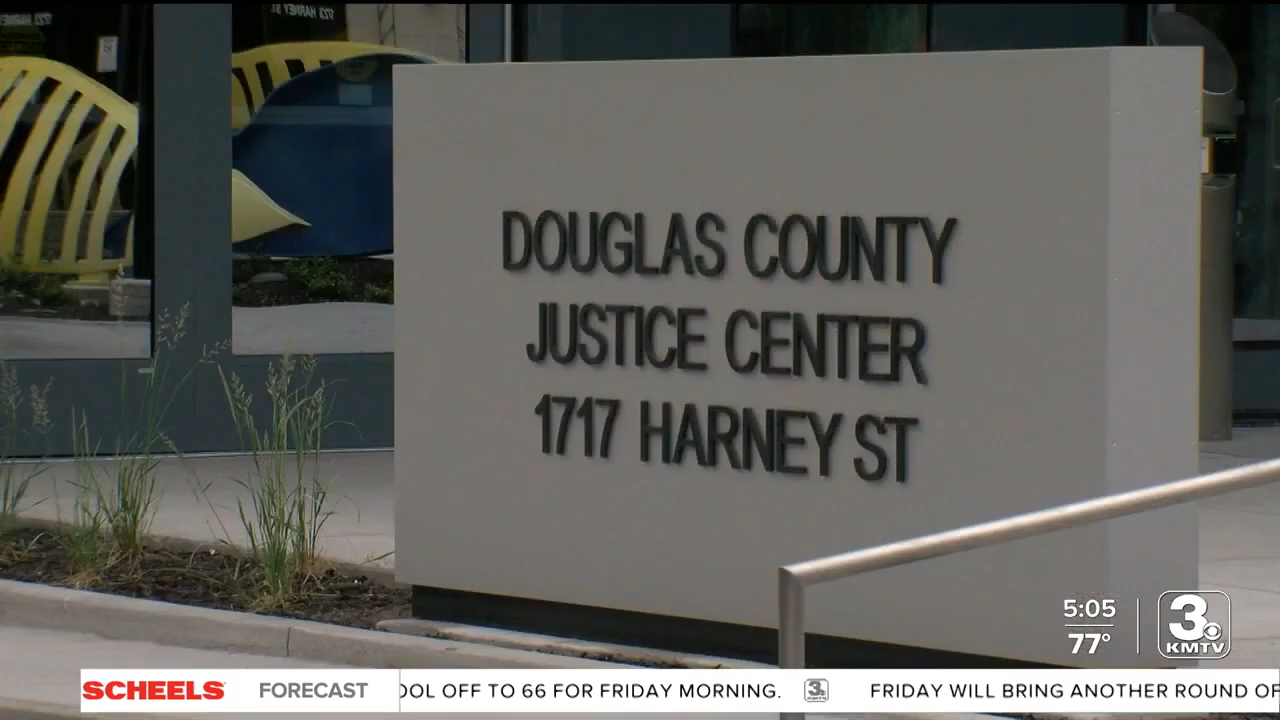 DOUGLAS COUNTY
JUSTICE CENTER
1717 HARNEY ST
5:05
77°
3
KMTV
SCHEELS FORECAST OOL OFF TO 66 FOR FRIDAY MORNING. 3 FRIDAY WILL BRING ANOTHER ROUND OF